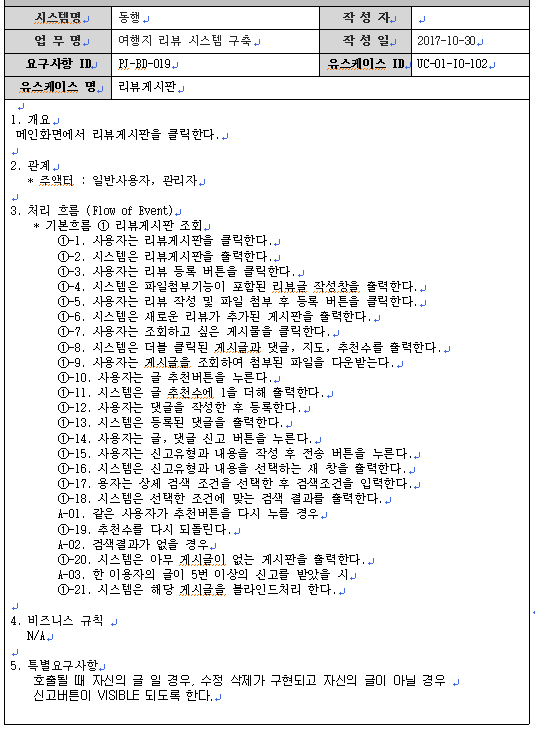 시스템명 동행 작 성 자
업 무 명 여행지 리뷰 시스템 구축 작 성 일 2017-10-30
요구사항 ID PJ-BD-019 유스케이스 ID UC-01-IO-102
유스케이스 명 리뷰게시판
1. 개요
메인화면에서 리뷰게시판을 클릭한다.
2. 관계
* 주액터 : 일반사용자, 관리자
3. 처리 흐름 (Flow of Event)
* 기본흐름 ① 리뷰게시판 조회
①-1. 사용자는 리뷰게시판을 클릭한다.
①-2. 시스템은 리뷰게시판을 출력한다.
①-3. 사용자는 리뷰 등록 버튼을 클릭한다.
①-4. 시스템은 파일첨부기능이 포함된 리뷰글 작성창을 출력한다.
①-5. 사용자는 리뷰 작성 및 파일 첨부 후 등록 버튼을 클릭한다.
①-6. 시스템은 새로운 리뷰가 추가된 게시판을 출력한다.
①-7. 사용자는 조회하고 싶은 게시물을 클릭한다.
①-8. 시스템은 더블 클릭된 게시글과 댓글, 지도, 추천수를 출력한다.
①-9. 사용자는 게시글을 조회하여 첨부된 파일을 다운받는다.
①-10. 사용자는 글 추천버튼을 누른다.
①-11. 시스템은 글 추천수에 1을 더해 출력한다.
①-12. 사용자는 댓글을 작성한 후 등록한다.
①-13. 시스템은 등록된 댓글을 출력한다.
①-14. 사용자는 글, 댓글 신고 버튼을 누른다.
①-15. 사용자는 신고유형과 내용을 작성 후 전송 버튼을 누른다.
①-16. 시스템은 신고유형과 내용을 선택하는 새 창을 출력한다.
①-17. 용자는 상세 검색 조건을 선택한 후 검색조건을 입력한다.
①-18. 시스템은 선택한 조건에 맞는 검색 결과를 출력한다.
A-01. 같은 사용자가 추천버튼을 다시 누를 경우
①-19. 추천수를 다시 되돌린다.
A-02. 검색결과가 없을 경우
①-20. 시스템은 아무 게시글이 없는 게시판을 출력한다.
A-03. 한 이용자의 글이 5번 이상의 신고를 받았을 시
①-21. 시스템은 해당 게시글을 블라인드처리 한다.
4. 비즈니스 규칙
N/A
5. 특별요구사항
호출될 때 자신의 글 일 경우, 수정 삭제가 구현되고 자신의 글이 아닐 경우
신고버튼이 VISIBLE 되도록 한다.